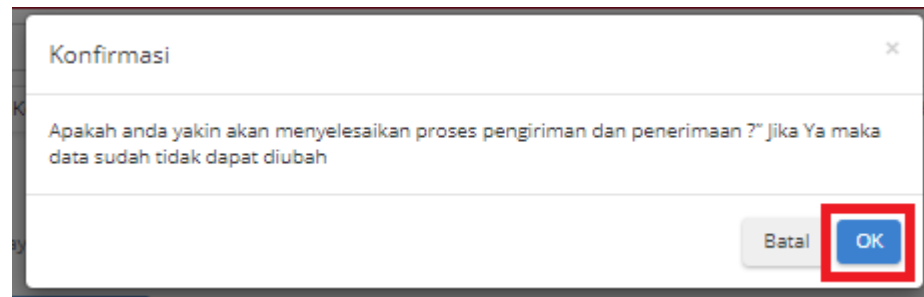 Konfirmasi
×
K
Apakah anda yakin akan menyelesaikan proses pengiriman dan penerimaan ?” Jika Ya maka
data sudah tidak dapat diubah
ay
Batal OK